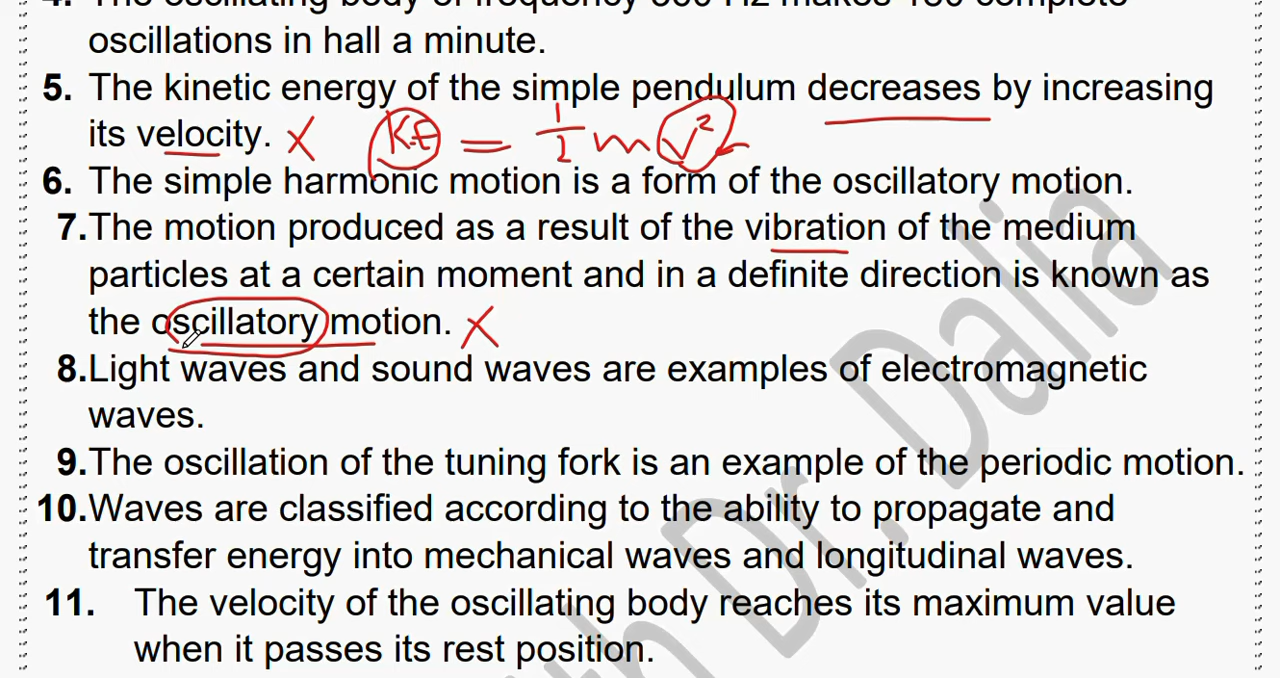 oscillations in hall a minute.
5. The kinetic energy of the simple pendulum decreases by increasing
its velocity. X K.E = 1/2 m v²
6. The simple harmonic motion is a form of the oscillatory motion.
7.The motion produced as a result of the vibration of the medium
particles at a certain moment and in a definite direction is known as
the oscillatory motion. X
8.Light waves and sound waves are examples of electromagnetic
waves.
9.The oscillation of the tuning fork is an example of the periodic motion.
10.Waves are classified according to the ability to propagate and
transfer energy into mechanical waves and longitudinal waves.
11. The velocity of the oscillating body reaches its maximum value
when it passes its rest position.
Dr. Dalia